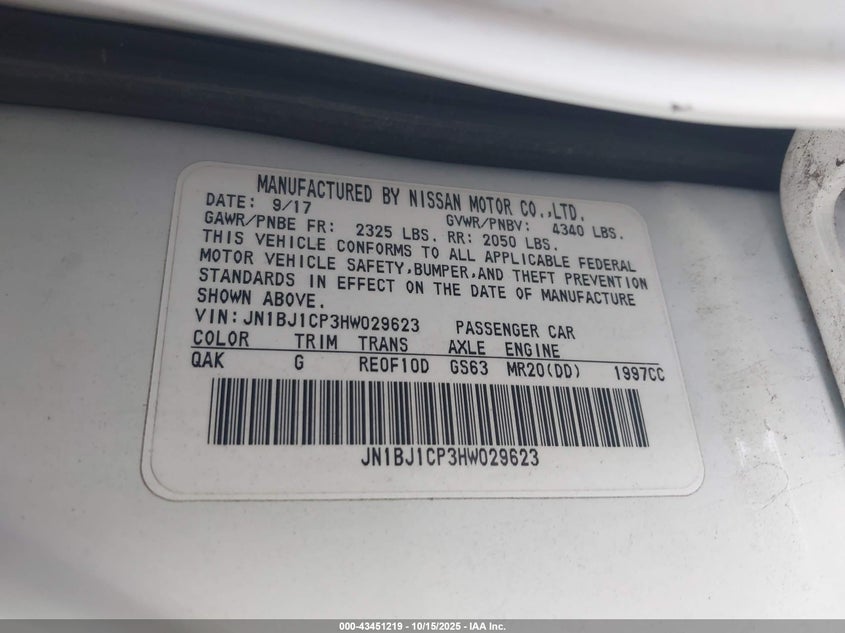 MANUFACTURED BY NISSAN MOTOR CO.,LTD.
DATE: 9/17 GVWR/PNBV: 4340 LBS.
GAWR/PNBE FR: 2325 LBS. RR: 2050 LBS.
THIS VEHICLE CONFORMS TO ALL APPLICABLE FEDERAL
MOTOR VEHICLE SAFETY,BUMPER,AND THEFT PREVENTION
STANDARDS IN EFFECT ON THE DATE OF MANUFACTURE
SHOWN ABOVE.
VIN:JN1BJ1CP3HW029623 PASSENGER CAR
COLOR TRIM TRANS AXLE ENGINE
QAK G RE0F10D GS63 MR20(DD) 1997CC
JN1BJ1CP3HW029623
000-43451219 - 10/15/2025 - IAA Inc.